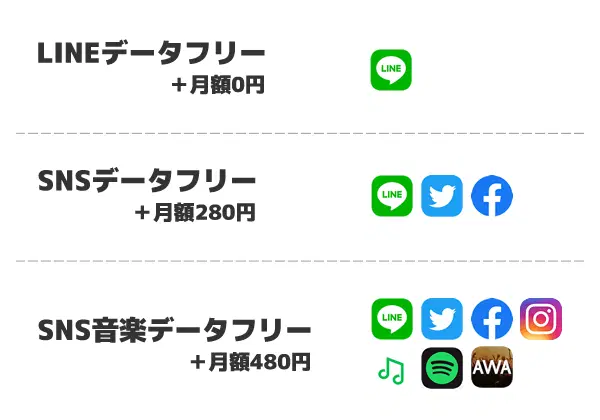 LINEデータフリー
＋月額0円
LINE
SNSデータフリー
＋月額280円
LINE
SNS音楽データフリー
＋月額480円
LINE
AWA